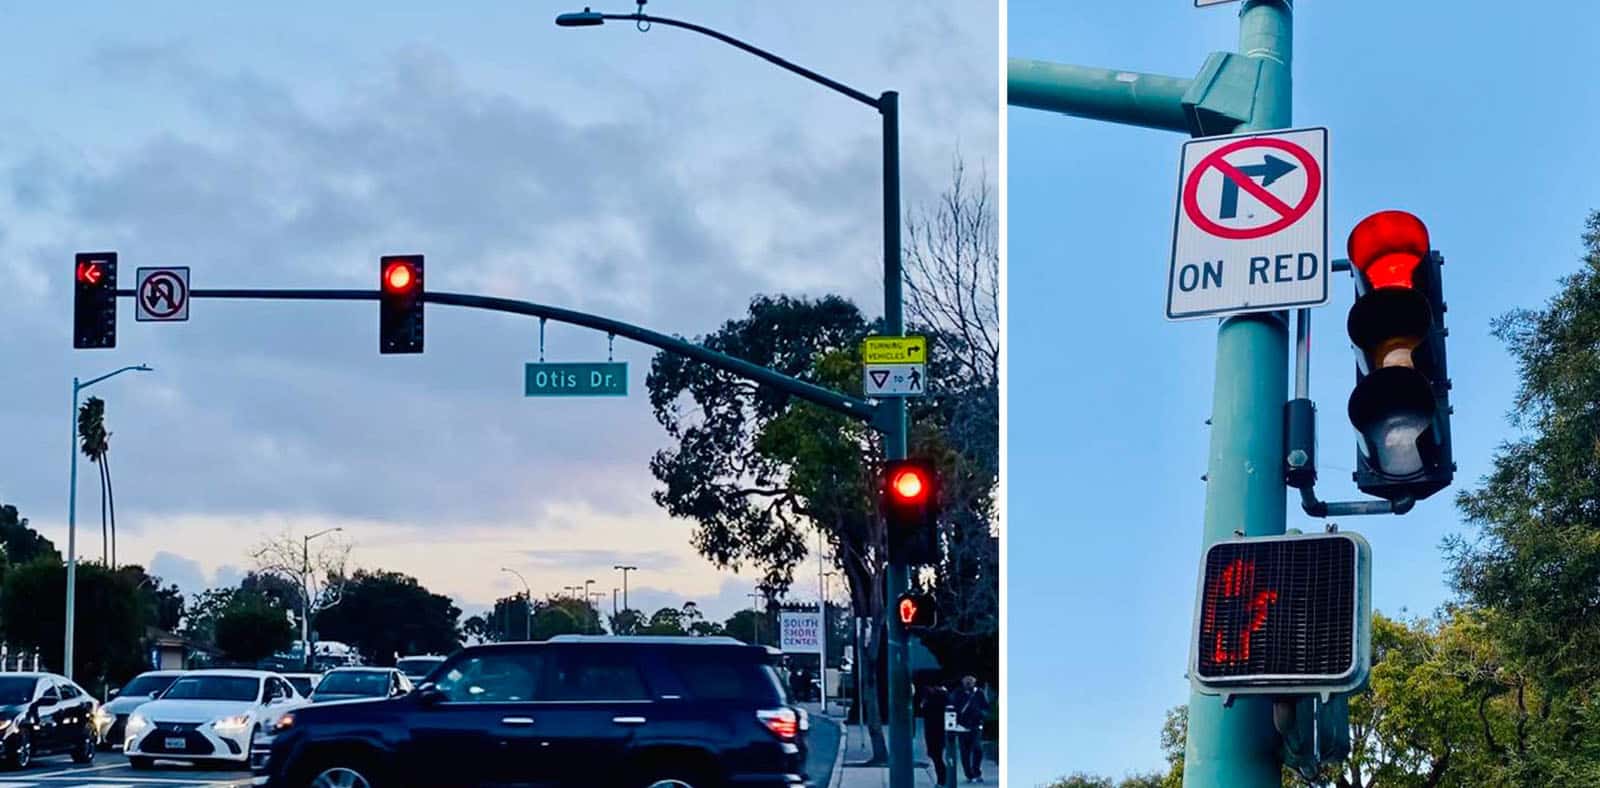 Otis Dr.
TURNING
VEHICLES
TO
SOUTH
SHORE
CENTER
ON RED